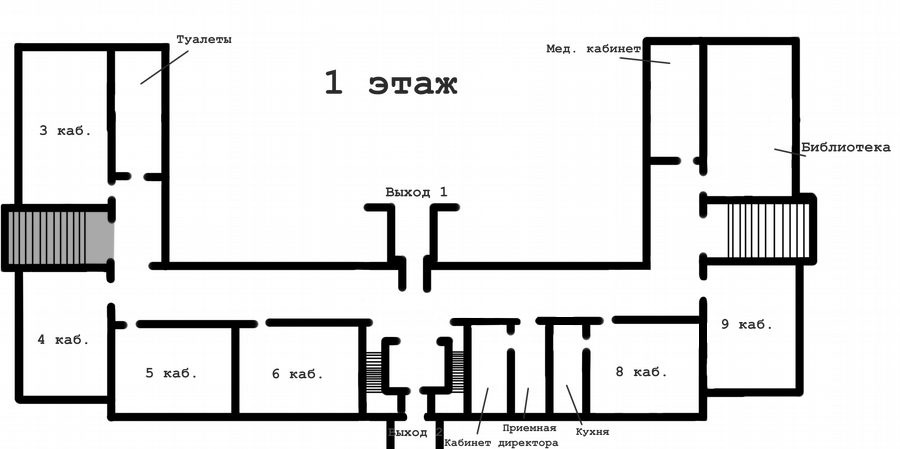 Туалеты
Мед. кабинет
1 этаж
3 каб.
Библиотека
Выход 1
9 каб.
4 каб.
5 каб.
6 каб.
8 каб.
Выход 2
Приемная
Кухня
Кабинет директора